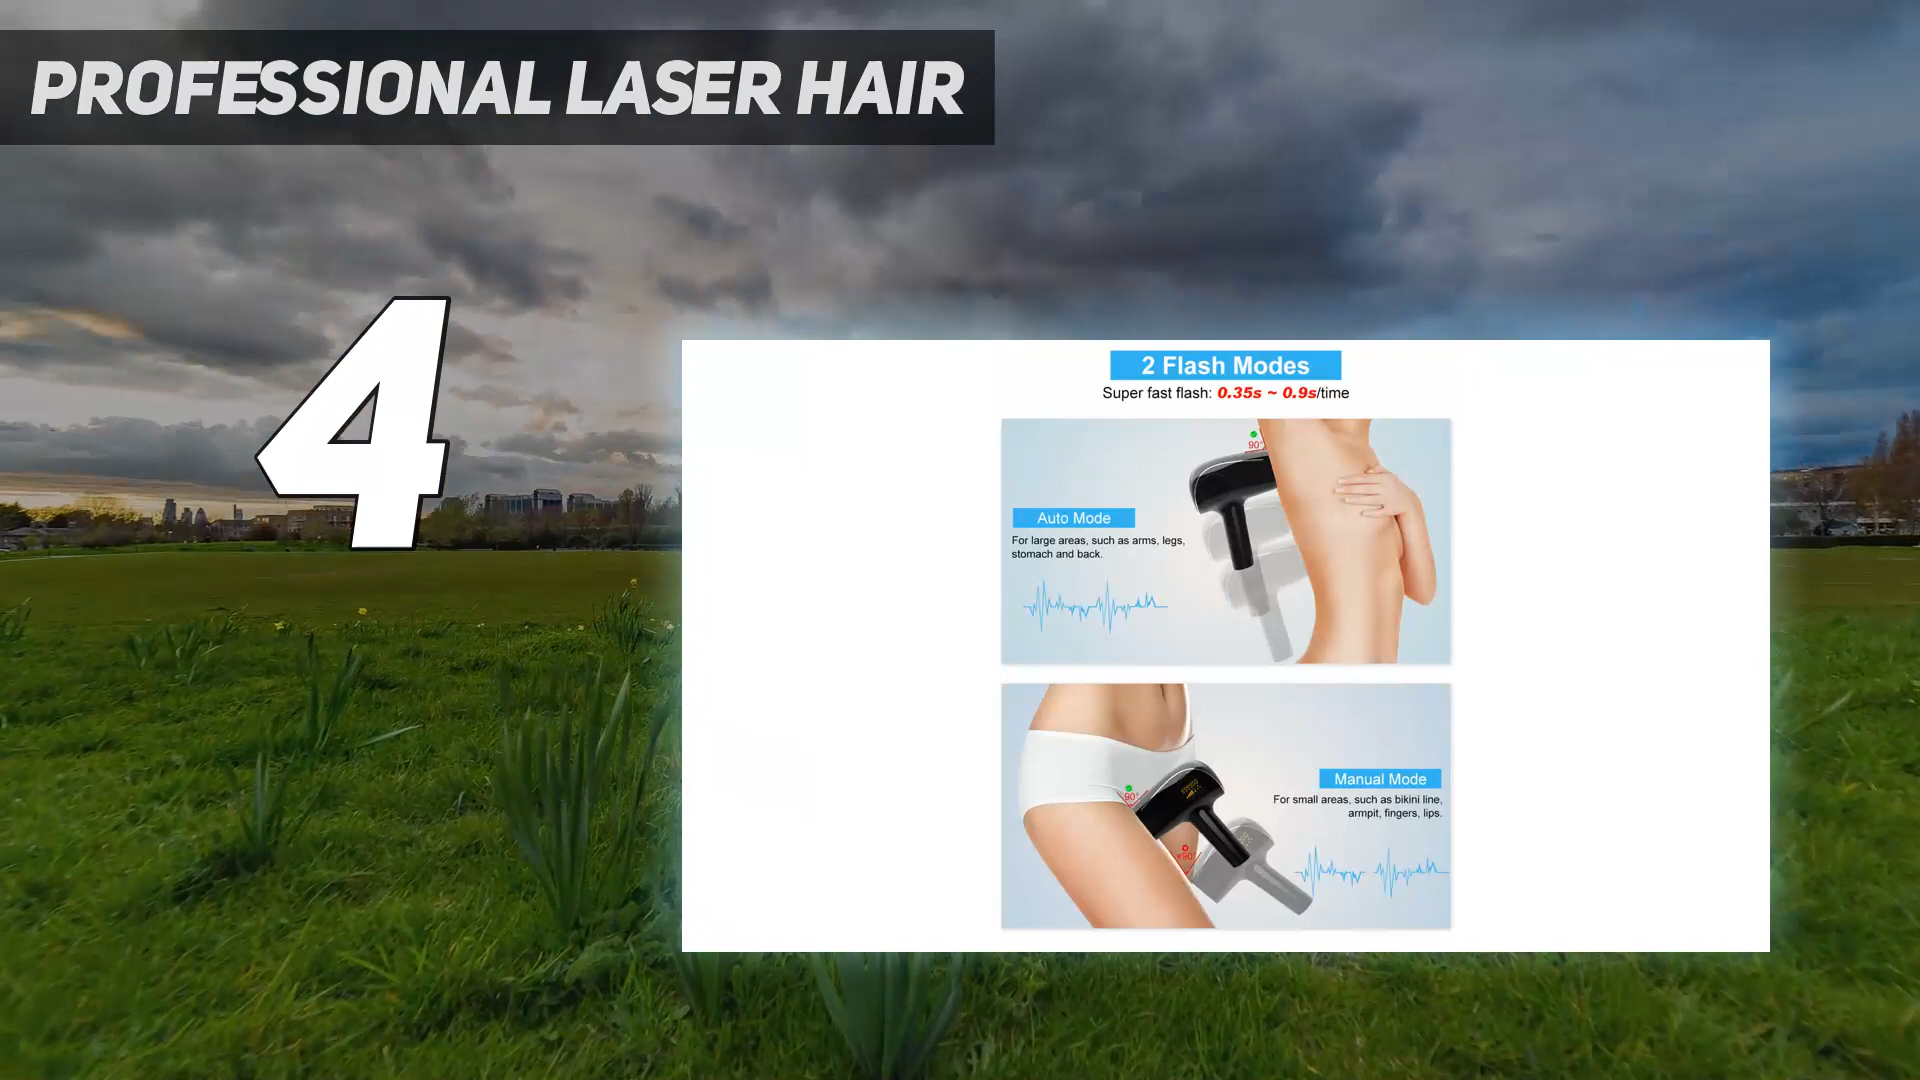 PROFESSIONAL LASER HAIR
4
2 Flash Modes
Super fast flash: 0.35s ~ 0.9s/time
90°
Auto Mode
For large areas, such as arms, legs,
stomach and back.
Manual Mode
For small areas, such as bikini line,
armpit, fingers, lips.
90°